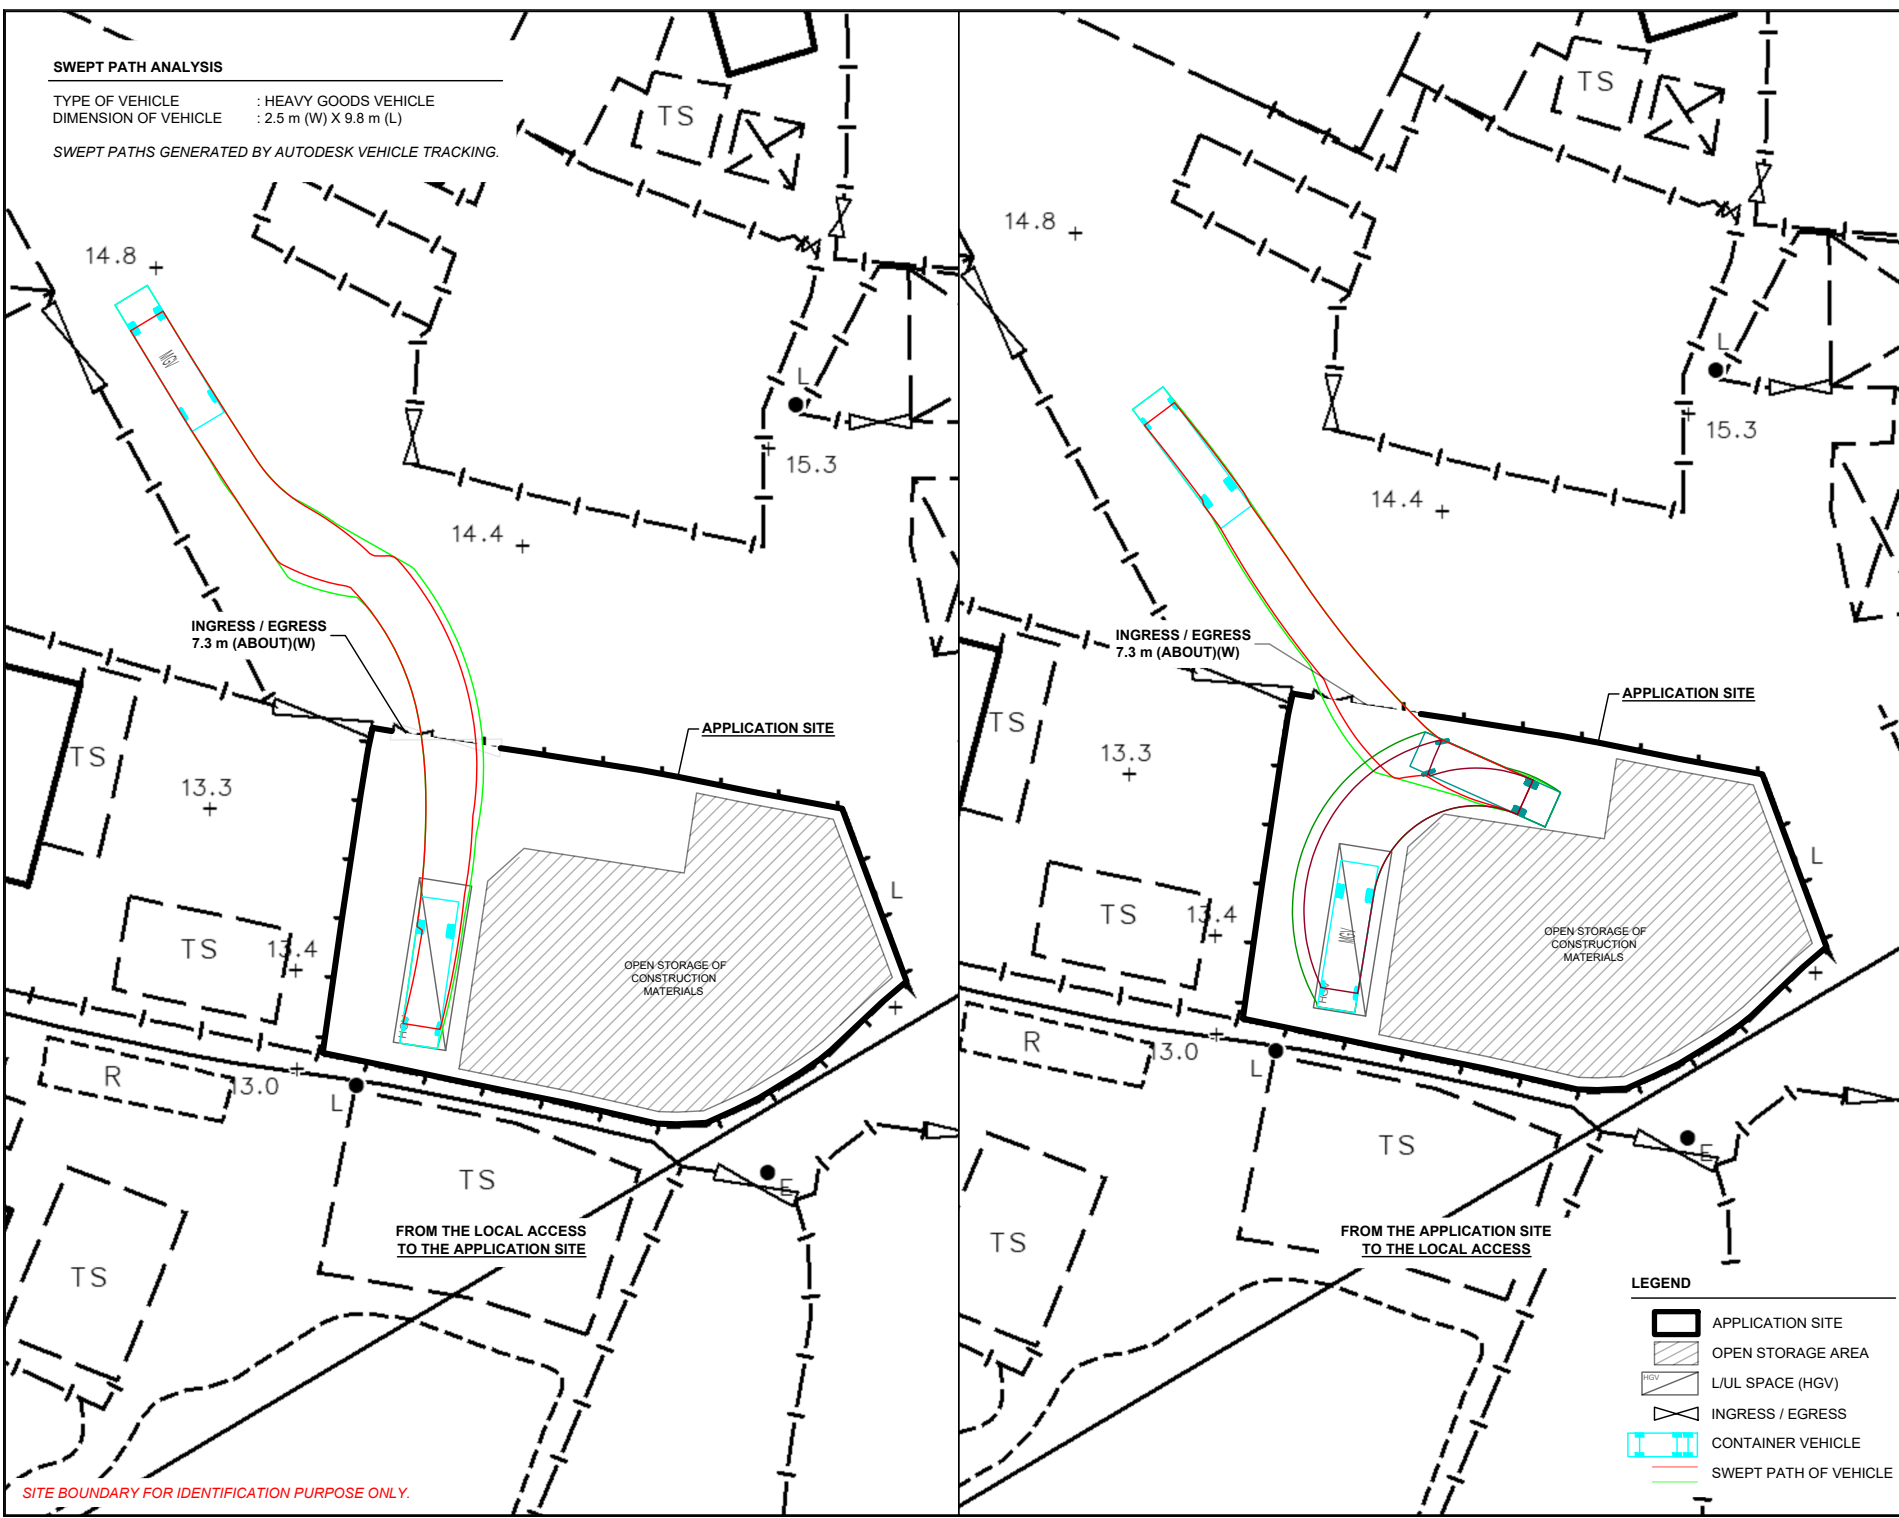 SWEPT PATH ANALYSIS
TYPE OF VEHICLE : HEAVY GOODS VEHICLE
DIMENSION OF VEHICLE : 2.5 m (W) X 9.8 m (L)
SWEPT PATHS GENERATED BY AUTODESK VEHICLE TRACKING.
TS
14.8
MGV
L
15.3
14.4
INGRESS / EGRESS
7.3 m (ABOUT)(W)
APPLICATION SITE
TS
13.3
L
TS
13.4
OPEN STORAGE OF
CONSTRUCTION
MATERIALS
R
13.0
L
TS
E
FROM THE LOCAL ACCESS
TO THE APPLICATION SITE
TS
SITE BOUNDARY FOR IDENTIFICATION PURPOSE ONLY.
TS
14.8
L
15.3
14.4
INGRESS / EGRESS
7.3 m (ABOUT)(W)
APPLICATION SITE
TS
13.3
L
TS
13.4
MGV
OPEN STORAGE OF
CONSTRUCTION
MATERIALS
R
13.0
L
TS
E
FROM THE APPLICATION SITE
TO THE LOCAL ACCESS
TS
LEGEND
APPLICATION SITE
OPEN STORAGE AREA
HGV
L/UL SPACE (HGV)
INGRESS / EGRESS
CONTAINER VEHICLE
SWEPT PATH OF VEHICLE